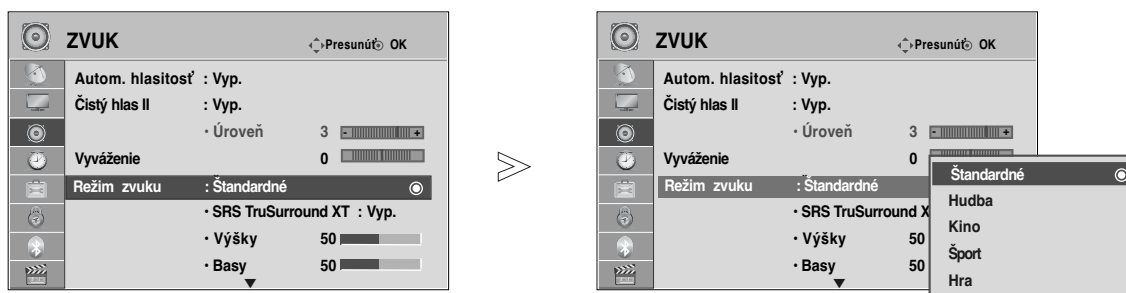 ZVUK
Presunúť OK
Autom. hlasitosť : Vyp.
Čistý hlas II : Vyp.
• Úroveň 3 - +
Vyváženie 0
Režim zvuku : Štandardné
• SRS TruSurround XT : Vyp.
• Výšky 50
• Basy 50
ZVUK
Presunúť OK
Autom. hlasitosť : Vyp.
Čistý hlas II : Vyp.
• Úroveň 3 - +
Vyváženie 0
Režim zvuku : Štandardné
• SRS TruSurround X
• Výšky 50
• Basy 50
Štandardné
Hudba
Kino
Šport
Hra